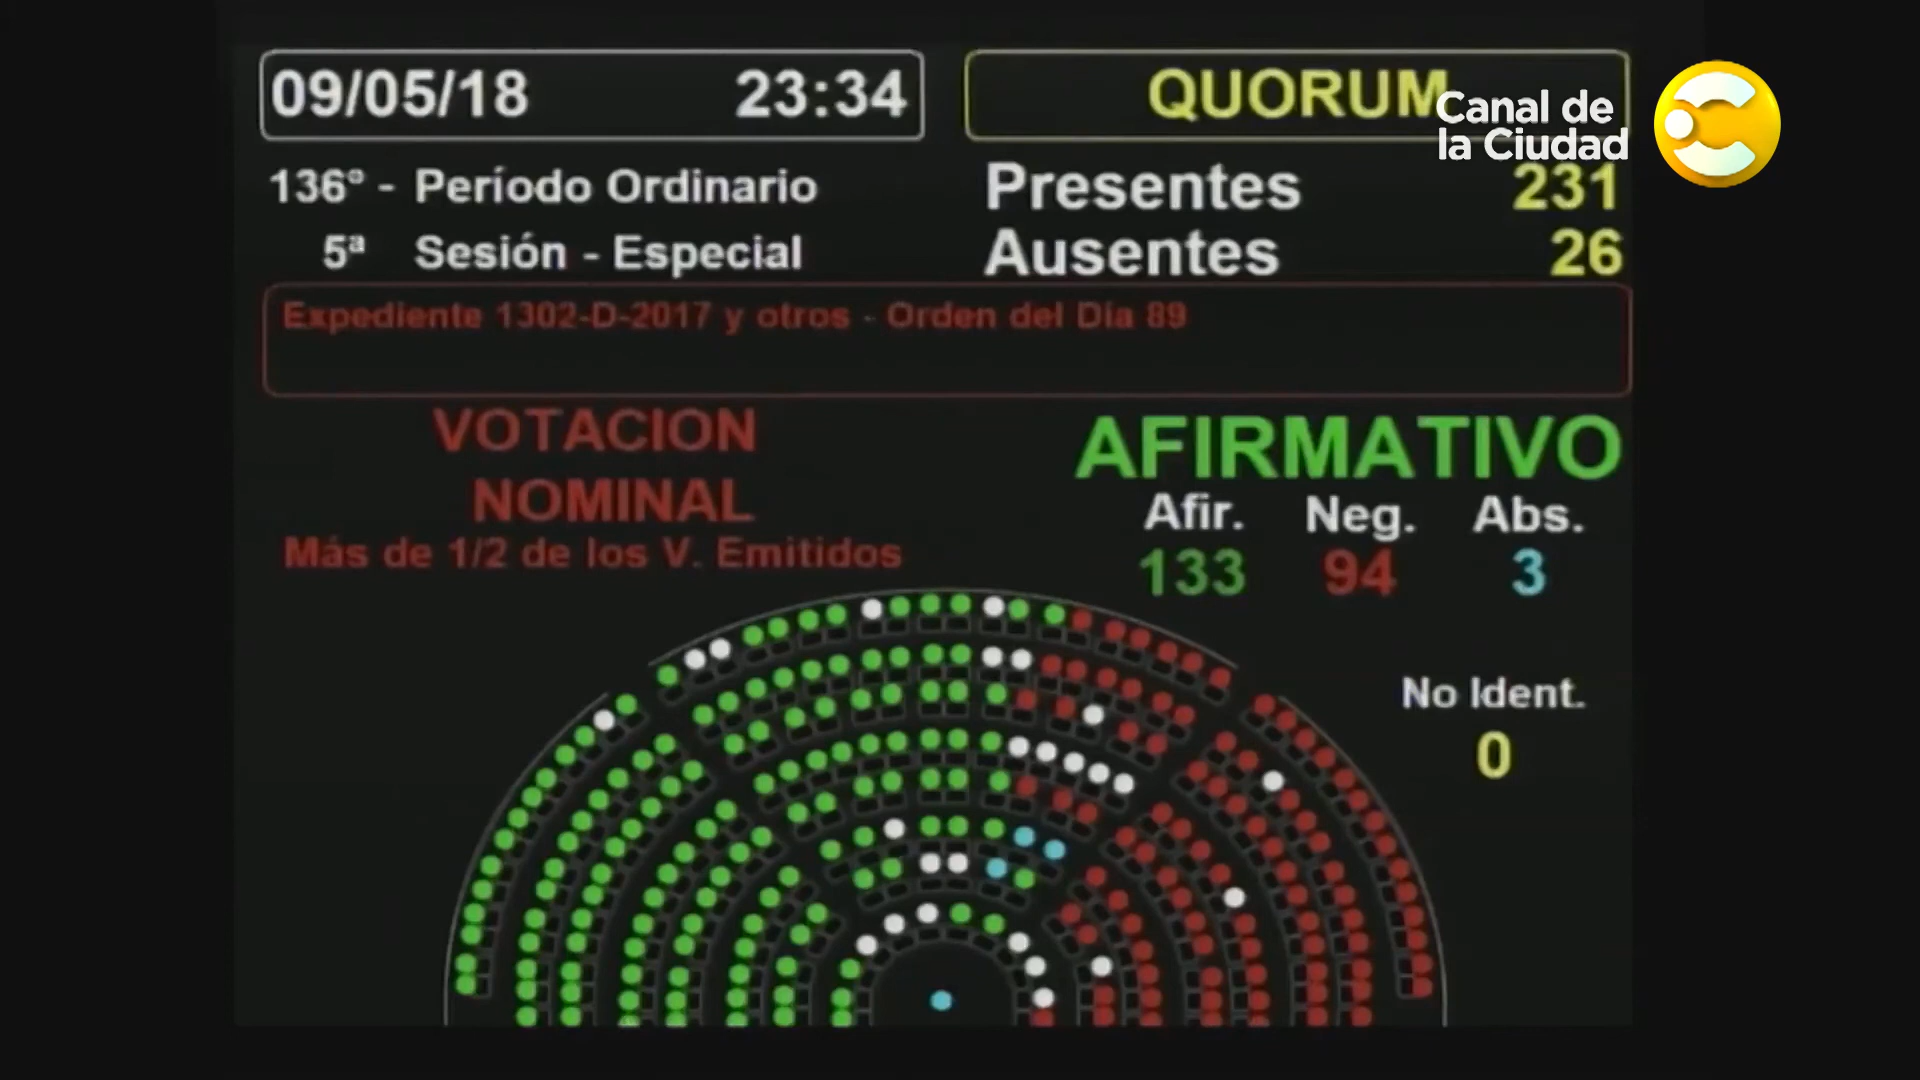 09/05/18 23:34
QUORUM
Canal de
la Ciudad
136º - Período Ordinario
Presentes 231
5ª Sesión - Especial
Ausentes 26
Expediente 1302-D-2017 y otros - Orden del Día 89
VOTACION
NOMINAL
Más de 1/2 de los V. Emitidos
AFIRMATIVO
Afir. Neg. Abs.
133 94 3
No Ident.
0